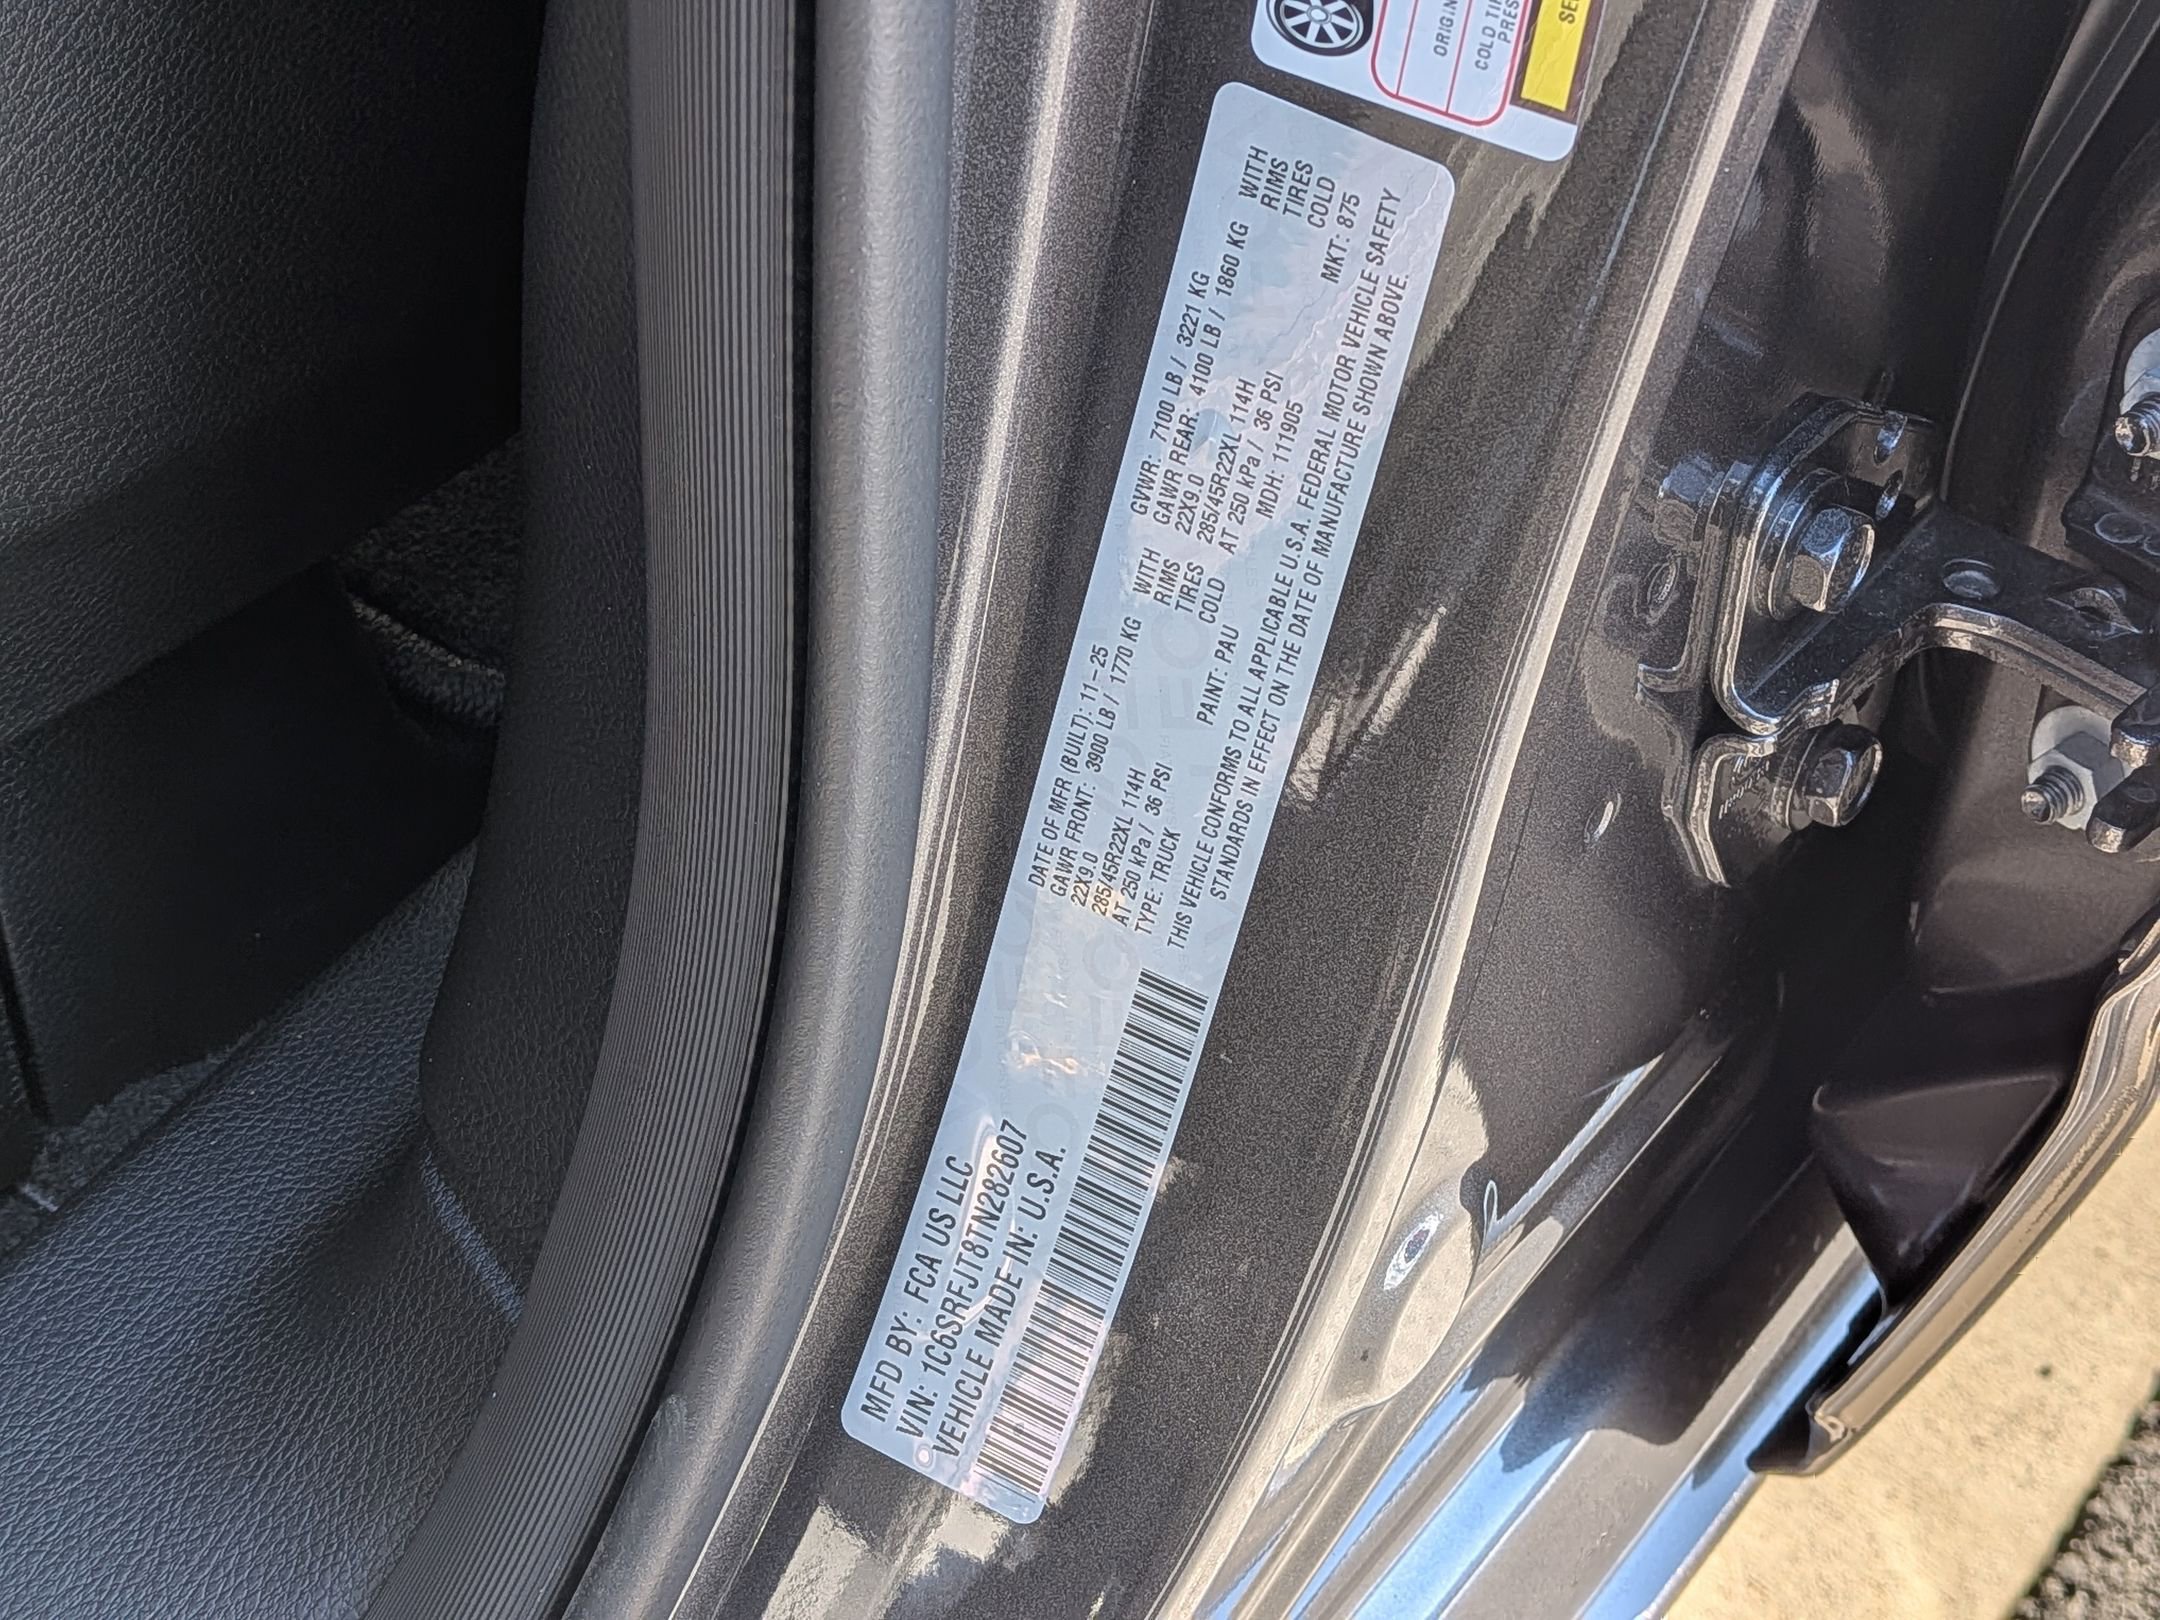 MFD BY: FCA US LLC
VIN: 1C6SRFJT8TN282607
VEHICLE MADE IN: U.S.A.
DATE OF MFR (BUILT): 11-25 GVWR: 7100 LB / 3221 KG
GAWR FRONT: 3900 LB / 1770 KG WITH GAWR REAR: 4100 LB / 1860 KG WITH
22X9.0 RIMS 22X9.0 RIMS
285/45R22XL 114H TIRES 285/45R22XL 114H TIRES
AT 250 kPa / 36 PSI COLD AT 250 kPa / 36 PSI COLD
TYPE: TRUCK PAINT: PAU MDH: 111905 MKT: 875
THIS VEHICLE CONFORMS TO ALL APPLICABLE U.S.A. FEDERAL MOTOR VEHICLE SAFETY
STANDARDS IN EFFECT ON THE DATE OF MANUFACTURE SHOWN ABOVE.
COLD